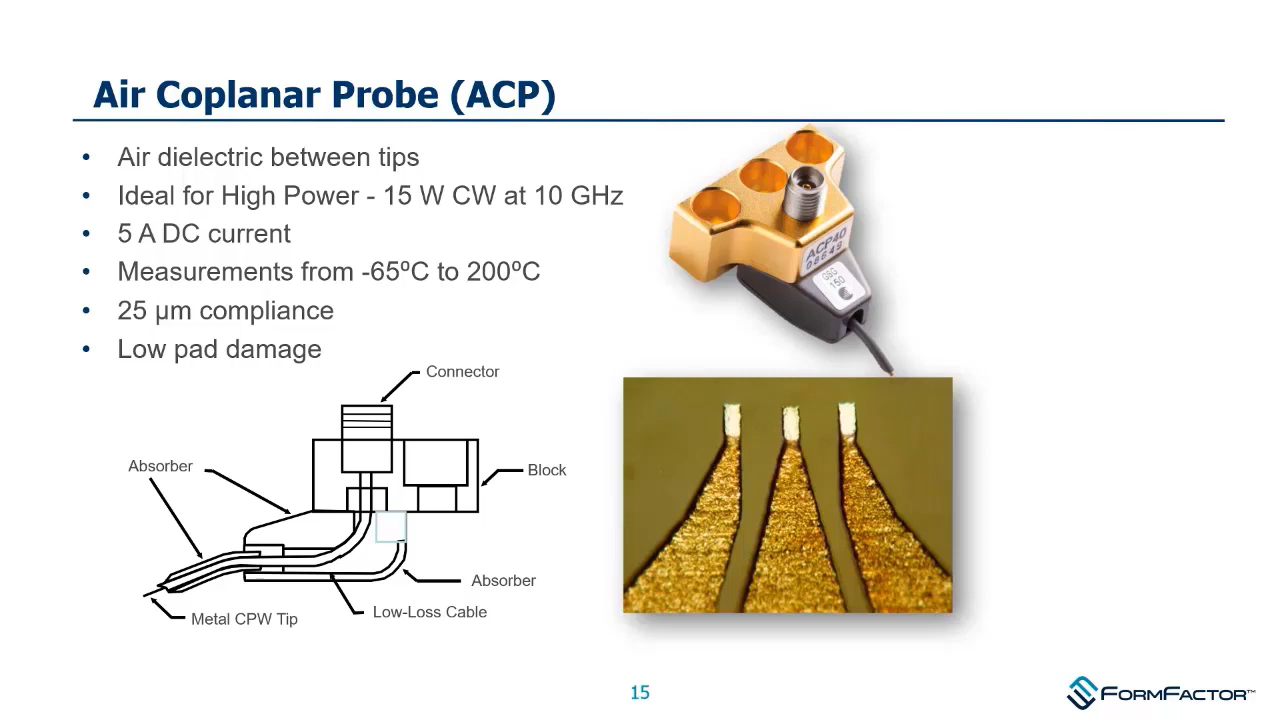 Air Coplanar Probe (ACP)
• Air dielectric between tips
• Ideal for High Power - 15 W CW at 10 GHz
• 5 A DC current
• Measurements from -65ºC to 200ºC
• 25 µm compliance
• Low pad damage
ACP40
GSG
150
Connector
Absorber
Block
Absorber
Metal CPW Tip
Low-Loss Cable
15
FORMFACTOR™